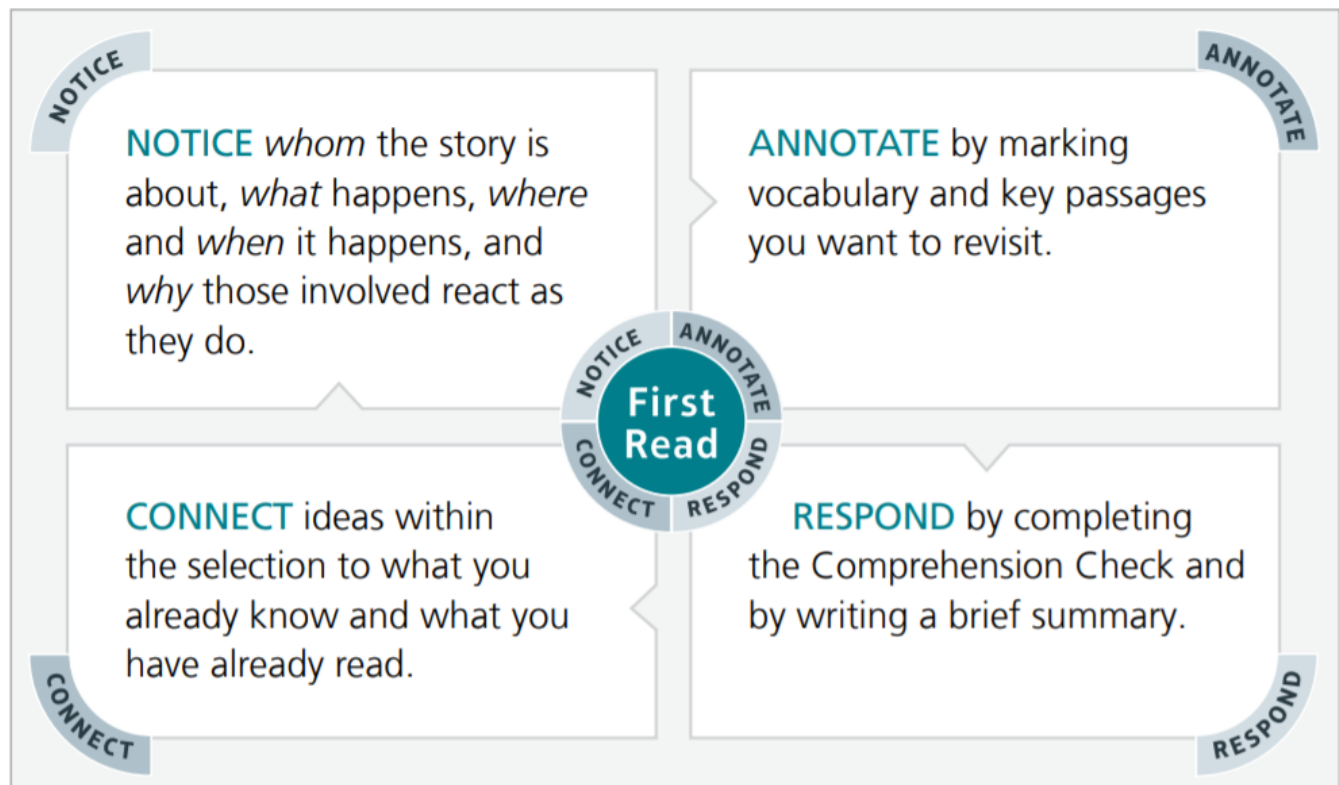 NOTICE
NOTICE whom the story is
about, what happens, where
and when it happens, and
why those involved react as
they do.
ANNOTATE
ANNOTATE by marking
vocabulary and key passages
you want to revisit.
NOTICE
ANNOTATE
First
Read
CONNECT
RESPOND
CONNECT ideas within
the selection to what you
already know and what you
have already read.
CONNECT
RESPOND by completing
the Comprehension Check and
by writing a brief summary.
RESPOND